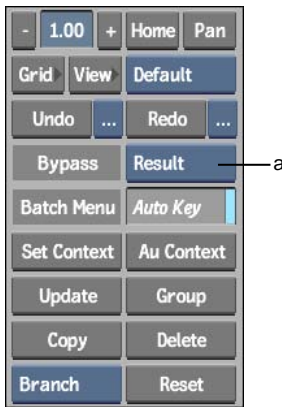 - 1.00 + Home Pan
Grid View Default
Undo ... Redo ...
Bypass Result a
Batch Menu Auto Key
Set Context Au Context
Update Group
Copy Delete
Branch Reset